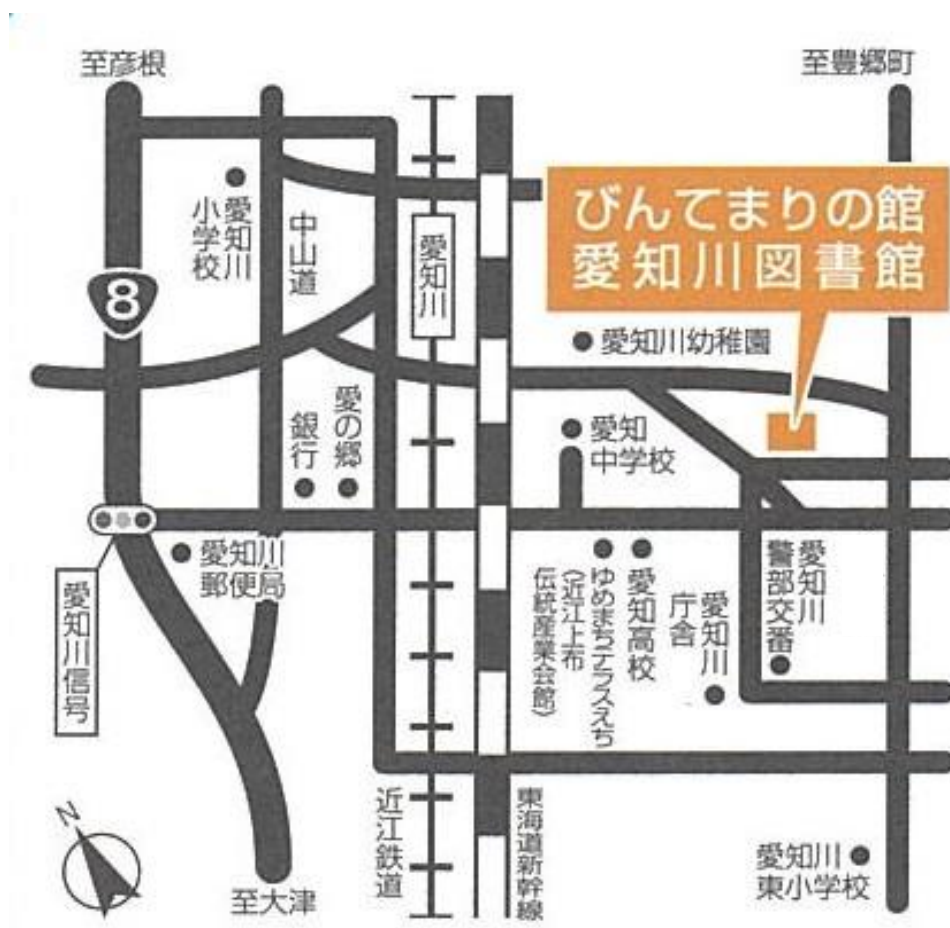 至彦根
至豊郷町
びんてまりの館
愛知川図書館
愛知川
小学校
中山道
愛知川
8
愛知川幼稚園
愛の郷
銀行
愛知
中学校
愛知川
郵便局
愛知川信号
ゆめまちテラスえち
(近江上布
伝統産業会館)
愛知高校
愛知川
庁舎
愛知川
警部交番
近江鉄道
東海道新幹線
愛知川
東小学校
N
至大津